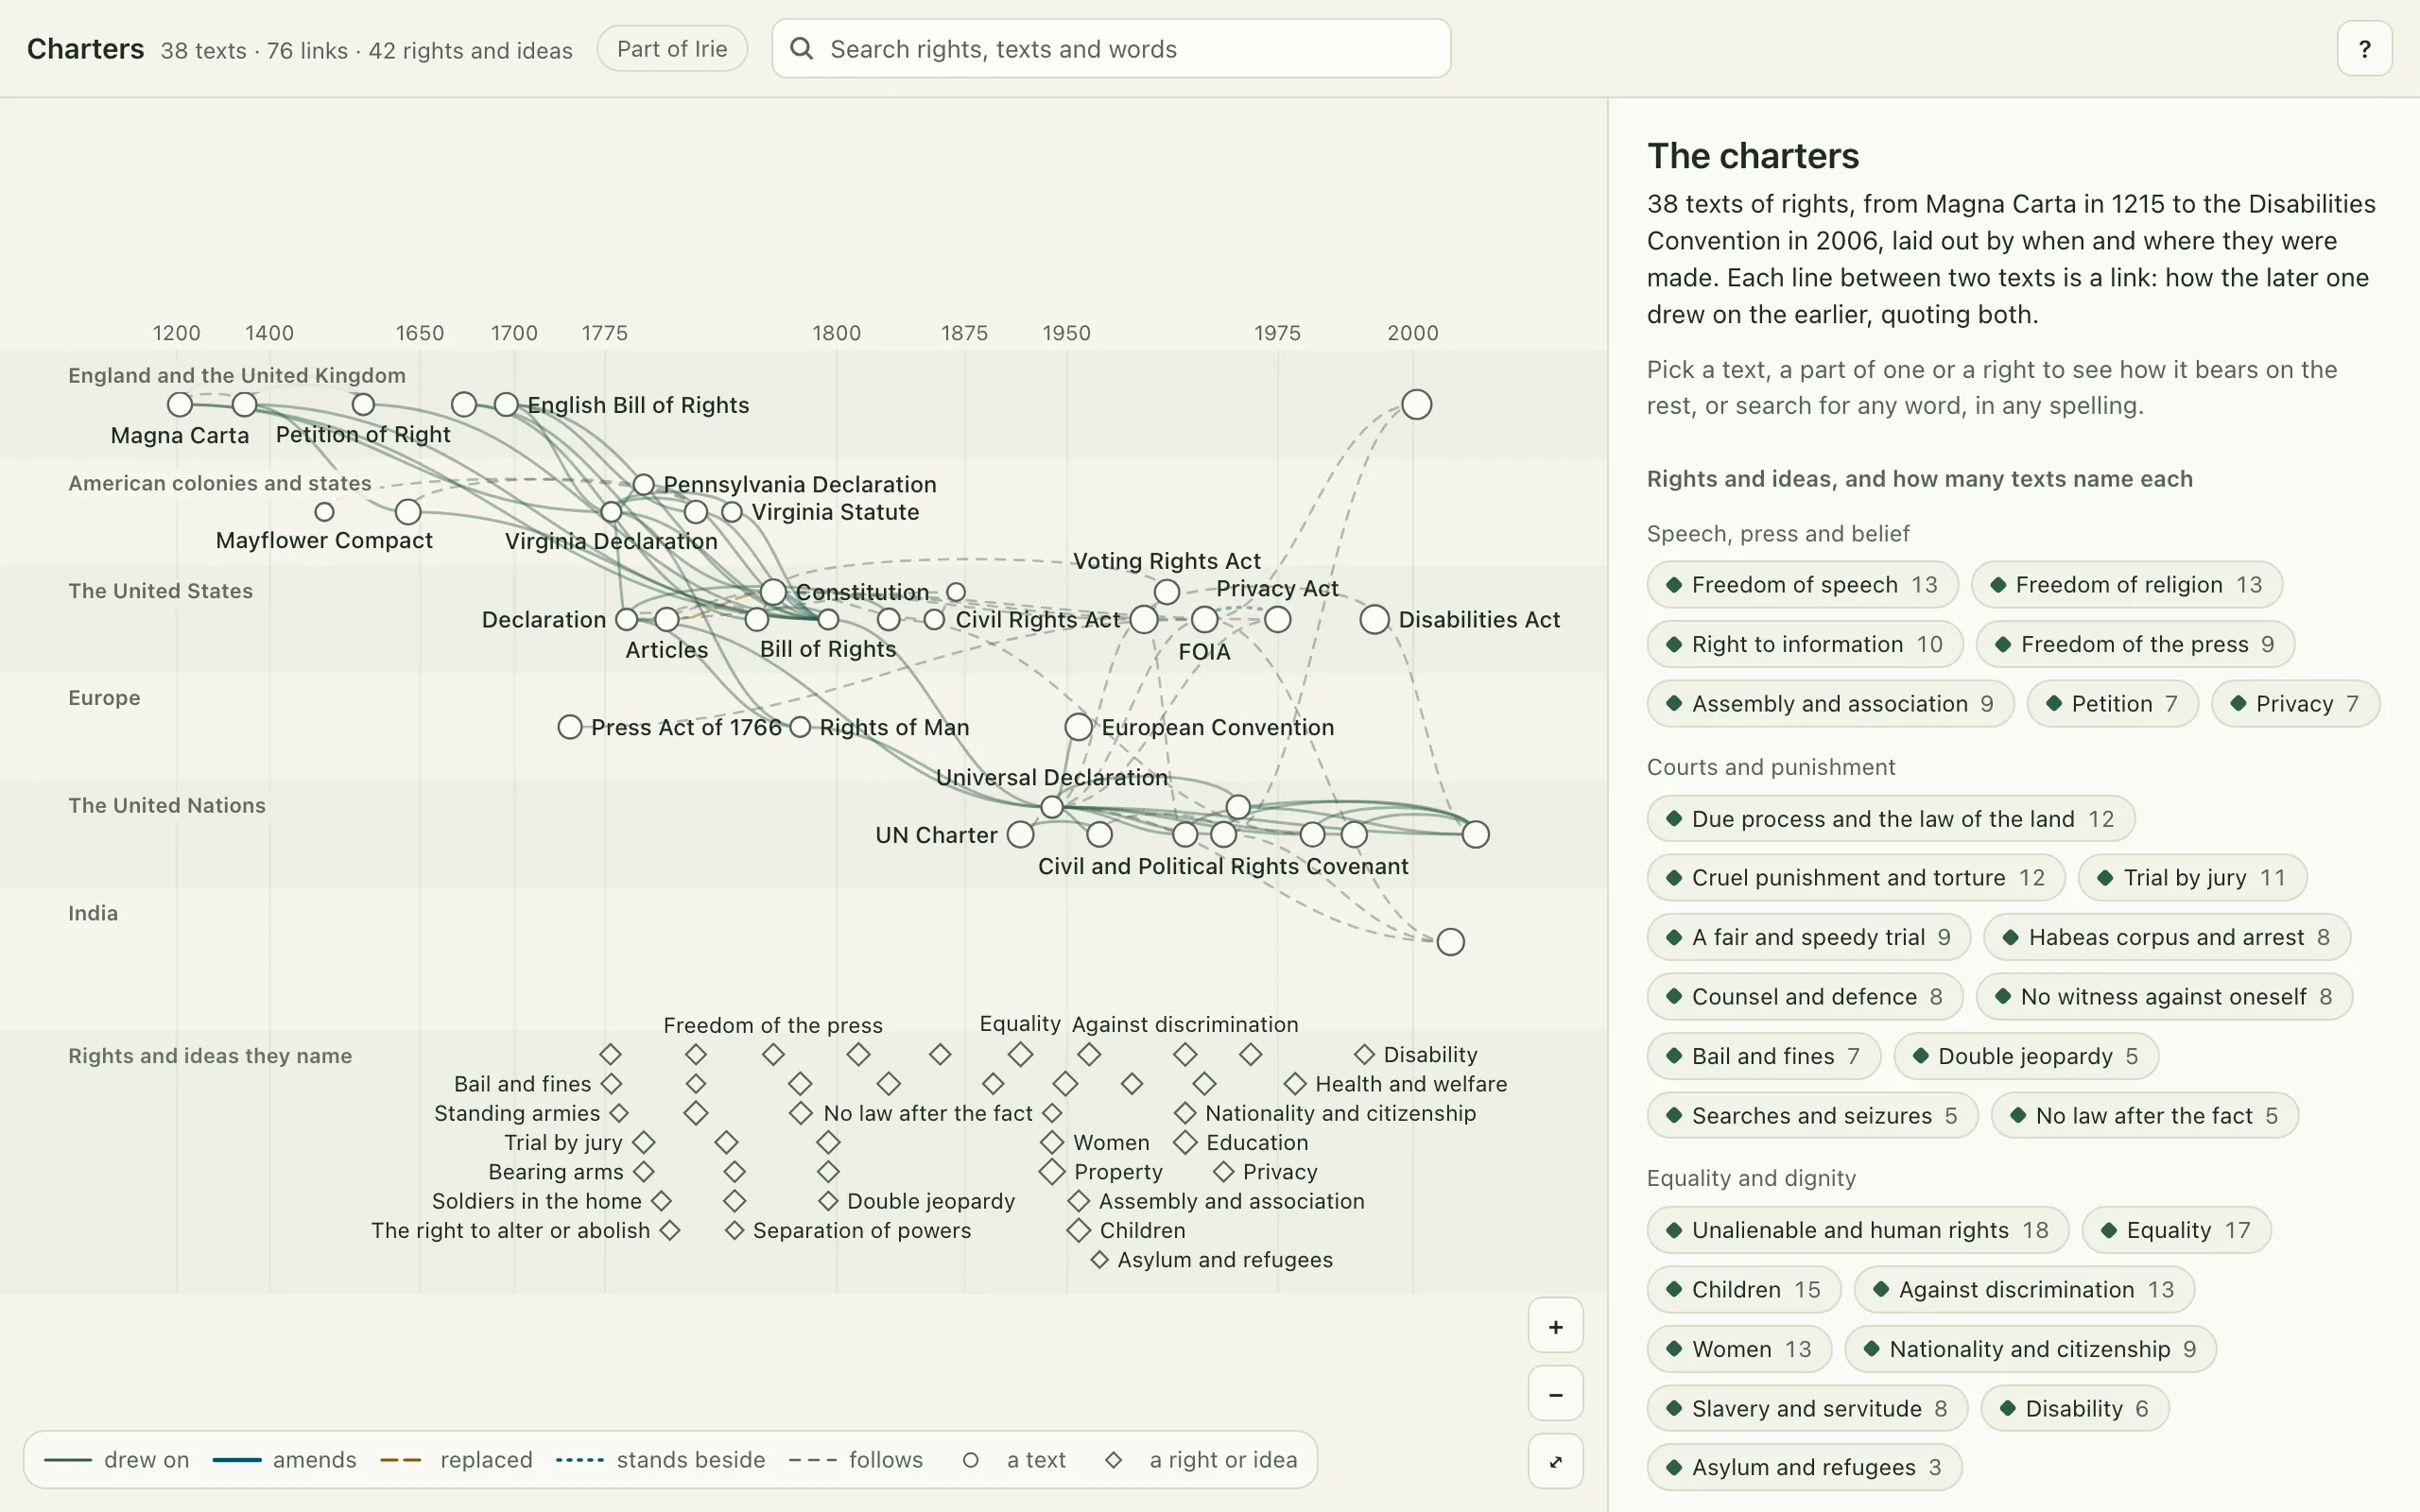 Charters 38 texts · 76 links · 42 rights and ideas Part of Irie Search rights, texts and words ?
1200 1400 1650 1700 1775 1800 1875 1950 1975 2000
England and the United Kingdom
English Bill of Rights
Magna Carta Petition of Right
American colonies and states Pennsylvania Declaration
Virginia Statute
Mayflower Compact Virginia Declaration
Voting Rights Act
The United States Constitution Privacy Act
Declaration Civil Rights Act Disabilities Act
Articles Bill of Rights FOIA
Europe
Press Act of 1766 Rights of Man European Convention
Universal Declaration
The United Nations
UN Charter
Civil and Political Rights Covenant
India
Freedom of the press Equality Against discrimination
Rights and ideas they name Disability
Bail and fines Health and welfare
Standing armies No law after the fact Nationality and citizenship
Trial by jury Women Education
Bearing arms Property Privacy
Soldiers in the home Double jeopardy Assembly and association
The right to alter or abolish Separation of powers Children
Asylum and refugees
+
−
drew on amends replaced stands beside follows a text a right or idea
The charters
38 texts of rights, from Magna Carta in 1215 to the Disabilities
Convention in 2006, laid out by when and where they were
made. Each line between two texts is a link: how the later one
drew on the earlier, quoting both.
Pick a text, a part of one or a right to see how it bears on the
rest, or search for any word, in any spelling.
Rights and ideas, and how many texts name each
Speech, press and belief
Freedom of speech 13 Freedom of religion 13
Right to information 10 Freedom of the press 9
Assembly and association 9 Petition 7 Privacy 7
Courts and punishment
Due process and the law of the land 12
Cruel punishment and torture 12 Trial by jury 11
A fair and speedy trial 9 Habeas corpus and arrest 8
Counsel and defence 8 No witness against oneself 8
Bail and fines 7 Double jeopardy 5
Searches and seizures 5 No law after the fact 5
Equality and dignity
Unalienable and human rights 18 Equality 17
Children 15 Against discrimination 13
Women 13 Nationality and citizenship 9
Slavery and servitude 8 Disability 6
Asylum and refugees 3